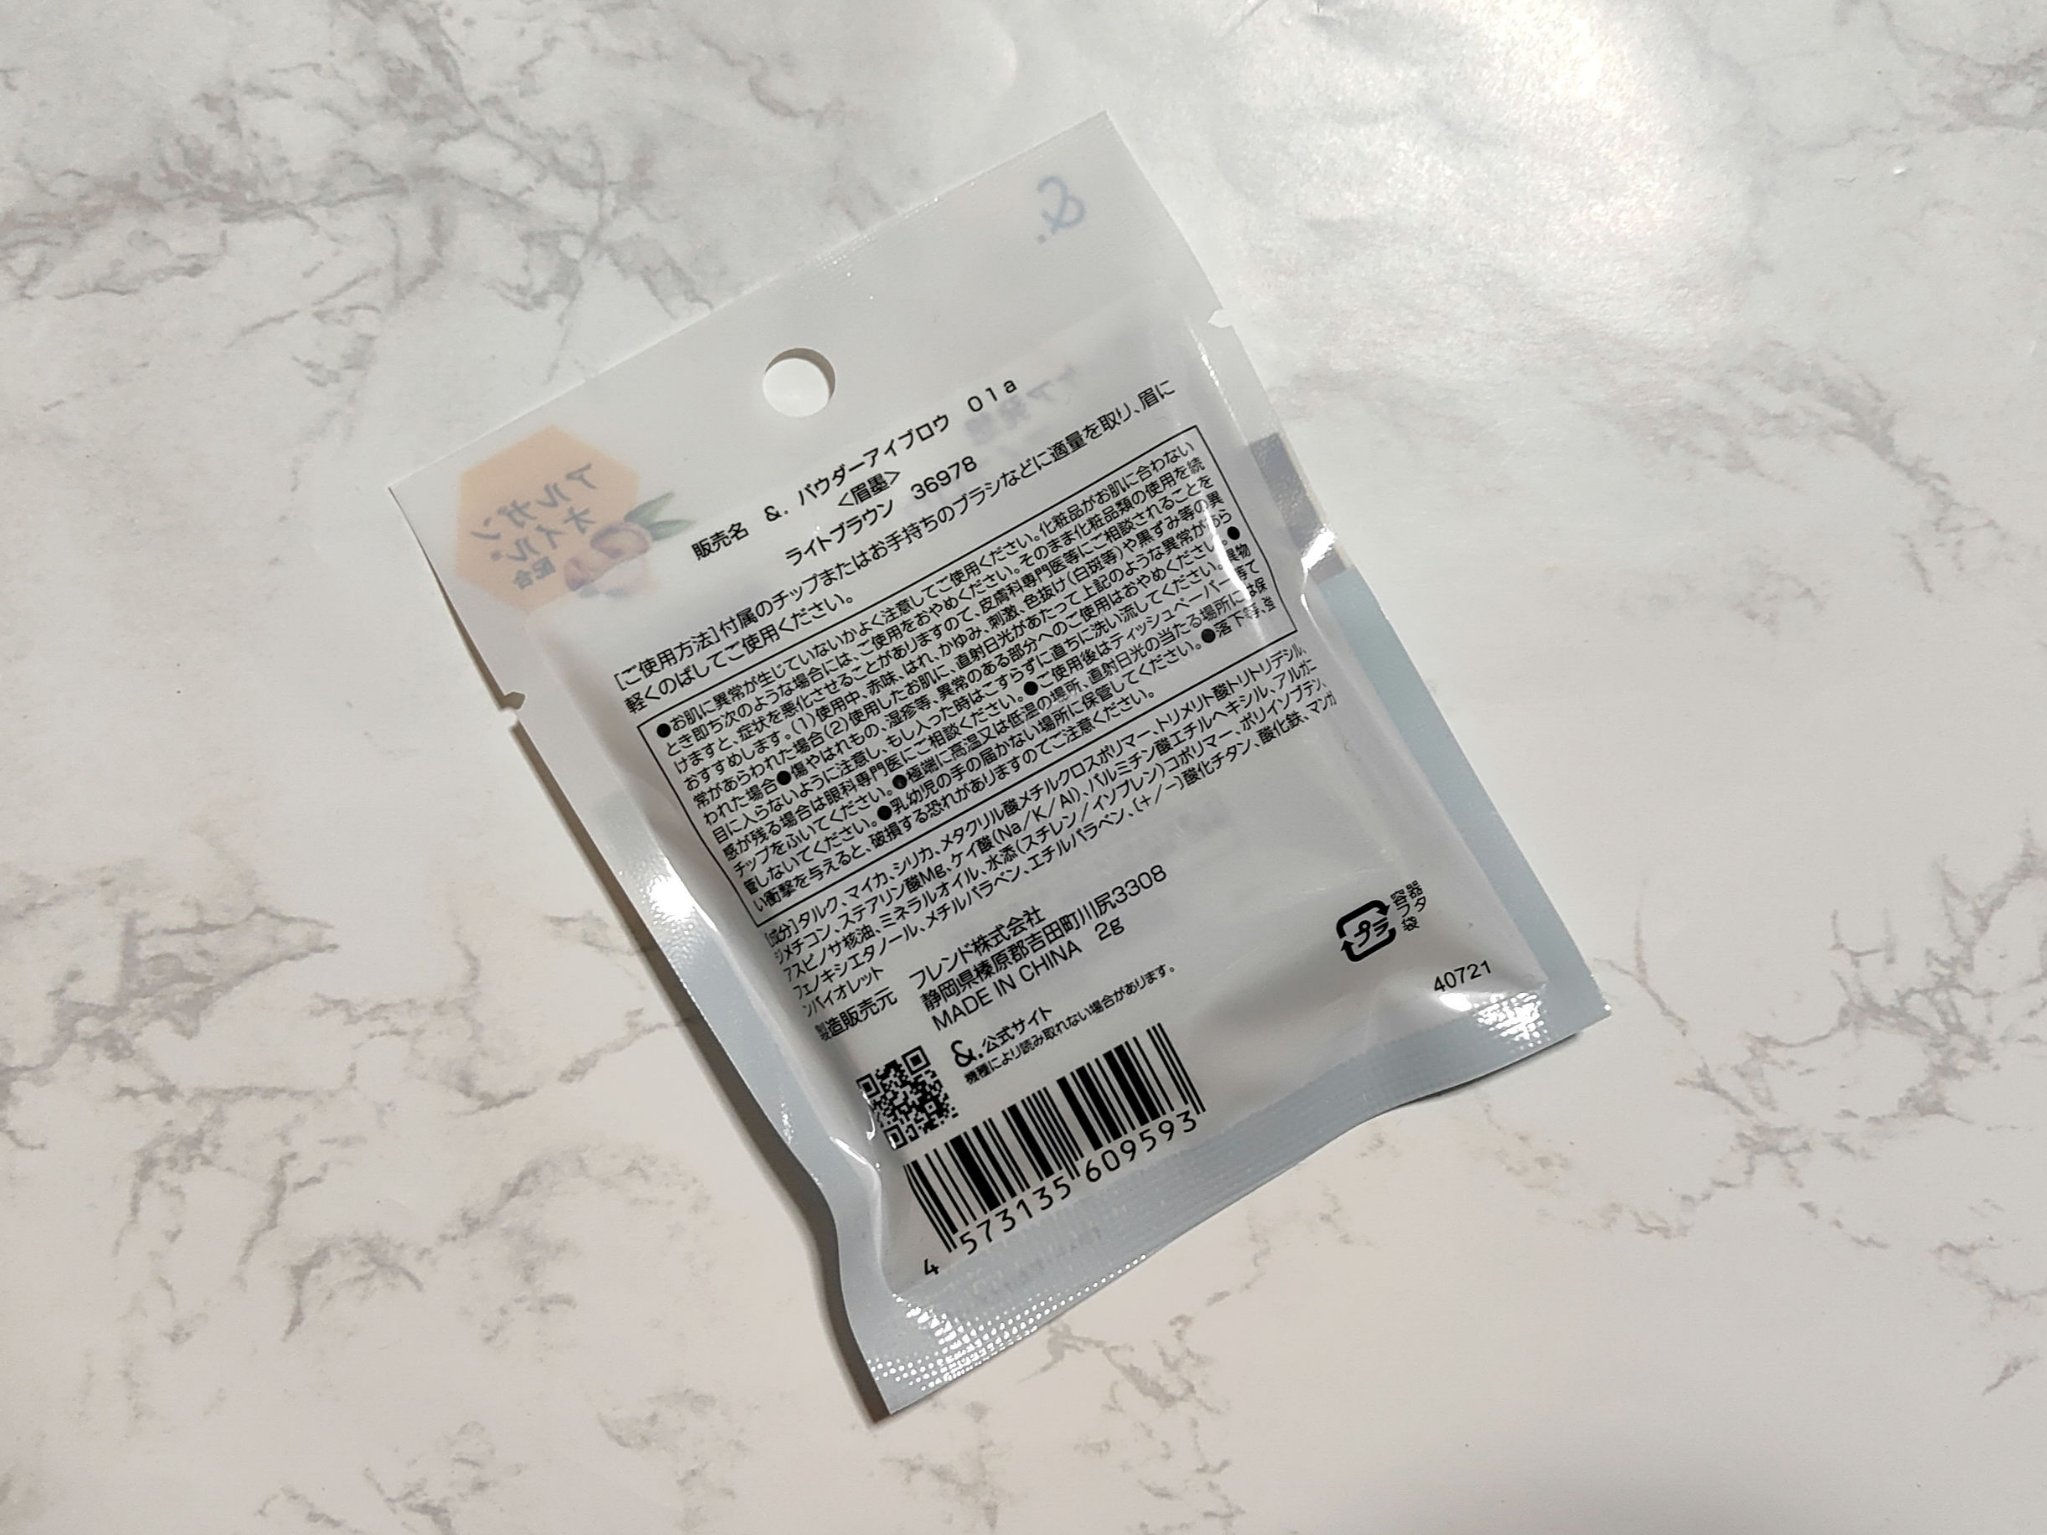 &.
アルガン
オイル*
配合
販売名　&. パウダーアイブロウ　01a
<眉墨>
ライトブラウン　36978
[ご使用方法]付属のチップまたはお手持ちのブラシなどに適量を取り、眉に
軽くのばしてご使用ください。
●お肌に異常が生じていないかよく注意してご使用ください。化粧品がお肌に合わない
とき即ち次のような場合には、ご使用をおやめください。そのまま化粧品類の使用を続
けますと、症状を悪化させることがありますので、皮膚科専門医等にご相談されることを
おすすめします。(1)使用中、赤味、はれ、かゆみ、刺激、色抜け(白斑等)や黒ずみ等の異
常があらわれた場合(2)使用したお肌に、直射日光があたって上記のような異常があら
われた場合●傷やはれもの、湿疹等、異常のある部分へのご使用はおやめください。●
目に入らないように注意し、もし入った時はこすらずに直ちに洗い流してください。異物
感が残る場合は眼科専門医にご相談ください。●ご使用後はティッシュペーパー等で
チップをふいてください。●極端に高温又は低温の場所、直射日光の当たる場所には保
管しないでください。●乳幼児の手の届かない場所に保管してください。●落下等、強
い衝撃を与えると、破損する恐れがありますのでご注意ください。
[成分]タルク、マイカ、シリカ、メタクリル酸メチルクロスポリマー、トリメリト酸トリトリデシル、
ジメチコン、ステアリン酸Mg、ケイ酸(Na/K/Al)、パルミチン酸エチルヘキシル、アルガニ
アスピノサ核油、ミネラルオイル、水添(スチレン/イソプレン)コポリマー、ポリイソブテン、
フェノキシエタノール、メチルパラベン、エチルパラベン、[+/-]酸化チタン、酸化鉄、マンガ
ンバイオレット
製造販売元　フレンド株式会社
静岡県榛原郡吉田町川尻3308
MADE IN CHINA　2g
&.公式サイト
機種により読み取れない場合があります。
4 573135 609593
プラ
容器
フタ
袋
40721